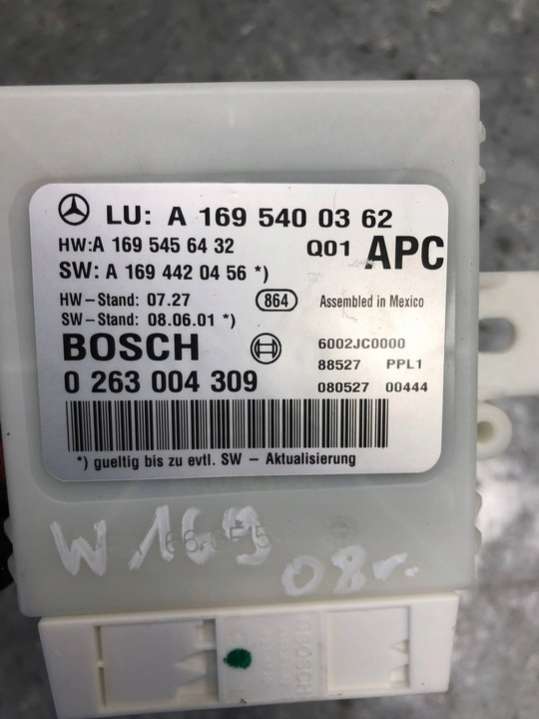 LU: A 169 540 03 62
HW:A 169 545 64 32 Q01 APC
SW: A 169 442 04 56 *)
HW-Stand: 07.27 864 Assembled in Mexico
SW-Stand: 08.06.01 *)
BOSCH 6002JC0000
0 263 004 309 88527 PPL1
080527 00444
*) gueltig bis zu evtl. SW - Aktualisierung
W 169
08r.
BOSCH